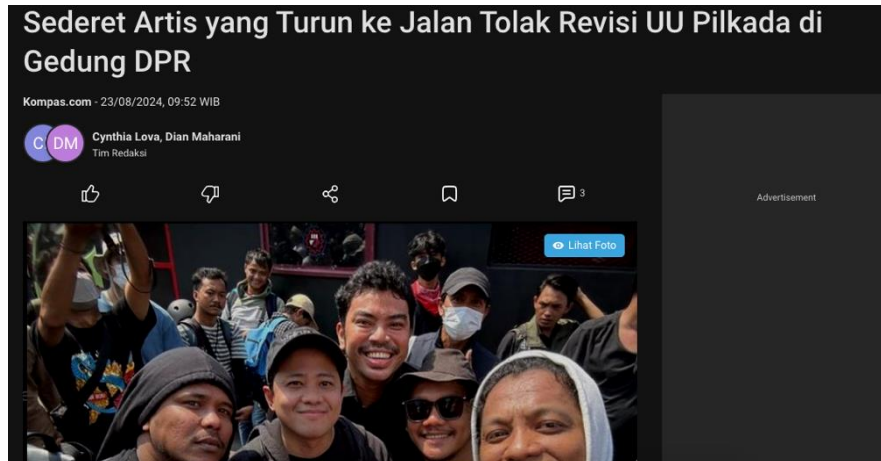 Sederet Artis yang Turun ke Jalan Tolak Revisi UU Pilkada di
Gedung DPR
Kompas.com - 23/08/2024, 09:52 WIB
C DM
Cynthia Lova, Dian Maharani
Tim Redaksi
3
Advertisement
Lihat Foto